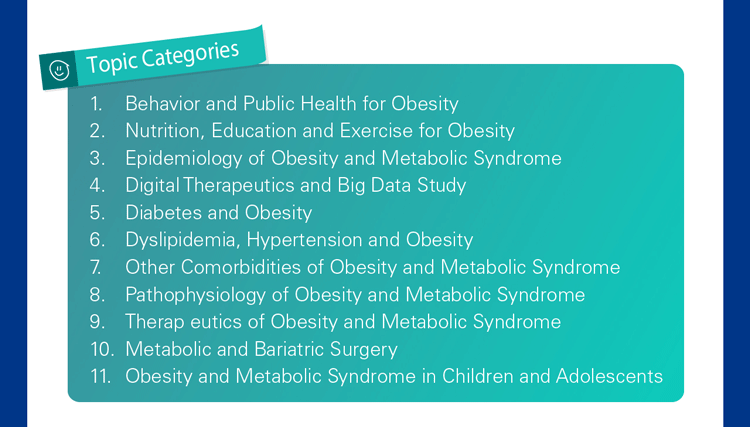 Topic Categories
1. Behavior and Public Health for Obesity
2. Nutrition, Education and Exercise for Obesity
3. Epidemiology of Obesity and Metabolic Syndrome
4. Digital Therapeutics and Big Data Study
5. Diabetes and Obesity
6. Dyslipidemia, Hypertension and Obesity
7. Other Comorbidities of Obesity and Metabolic Syndrome
8. Pathophysiology of Obesity and Metabolic Syndrome
9. Therap eutics of Obesity and Metabolic Syndrome
10. Metabolic and Bariatric Surgery
11. Obesity and Metabolic Syndrome in Children and Adolescents